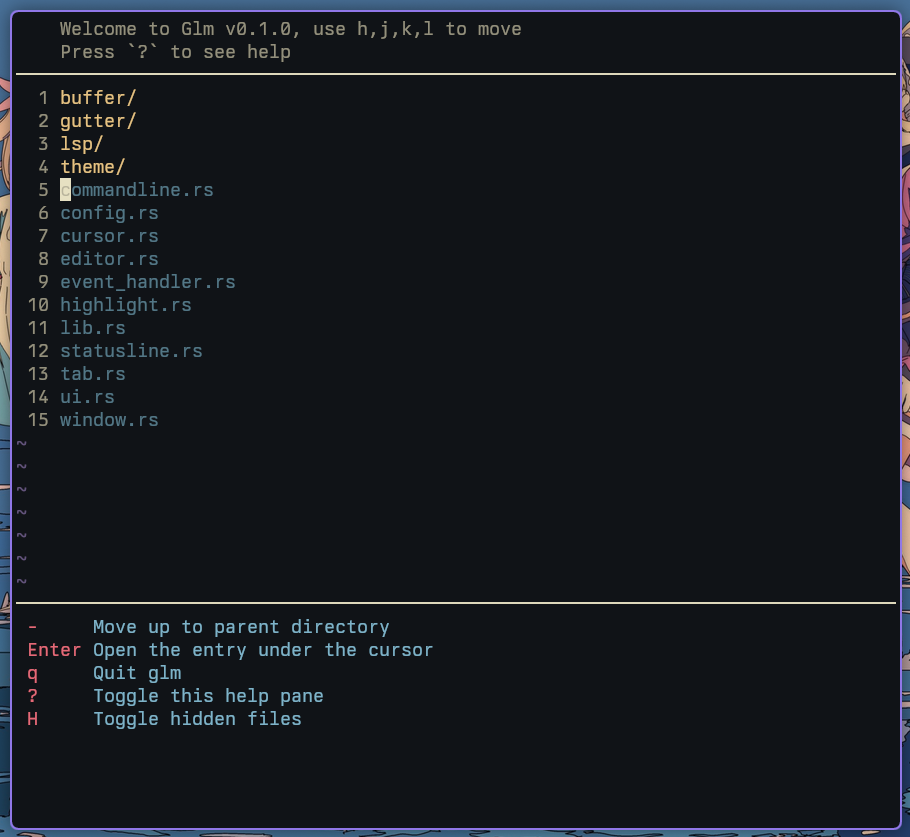 Welcome to Glm v0.1.0, use h,j,k,l to move
Press `?` to see help
1 buffer/
2 gutter/
3 lsp/
4 theme/
5 commandline.rs
6 config.rs
7 cursor.rs
8 editor.rs
9 event_handler.rs
10 highlight.rs
11 lib.rs
12 statusline.rs
13 tab.rs
14 ui.rs
15 window.rs
~
~
~
~
~
~
~
- Move up to parent directory
Enter Open the entry under the cursor
q Quit glm
? Toggle this help pane
H Toggle hidden files